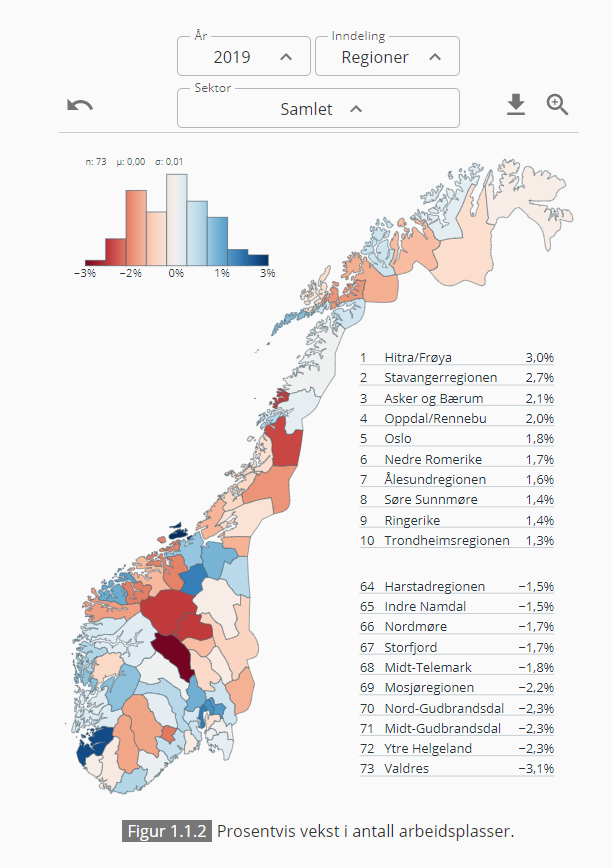 År
2019
Inndeling
Regioner
Sektor
Samlet
n: 73 μ: 0,00 σ: 0,01
−3% −2% 0% 1% 3%
1 Hitra/Frøya 3,0%
2 Stavangerregionen 2,7%
3 Asker og Bærum 2,1%
4 Oppdal/Rennebu 2,0%
5 Oslo 1,8%
6 Nedre Romerike 1,7%
7 Ålesundregionen 1,6%
8 Søre Sunnmøre 1,4%
9 Ringerike 1,4%
10 Trondheimsregionen 1,3%
64 Harstadregionen −1,5%
65 Indre Namdal −1,5%
66 Nordmøre −1,7%
67 Storfjord −1,7%
68 Midt-Telemark −1,8%
69 Mosjøregionen −2,2%
70 Nord-Gudbrandsdal −2,3%
71 Midt-Gudbrandsdal −2,3%
72 Ytre Helgeland −2,3%
73 Valdres −3,1%
Figur 1.1.2 Prosentvis vekst i antall arbeidsplasser.